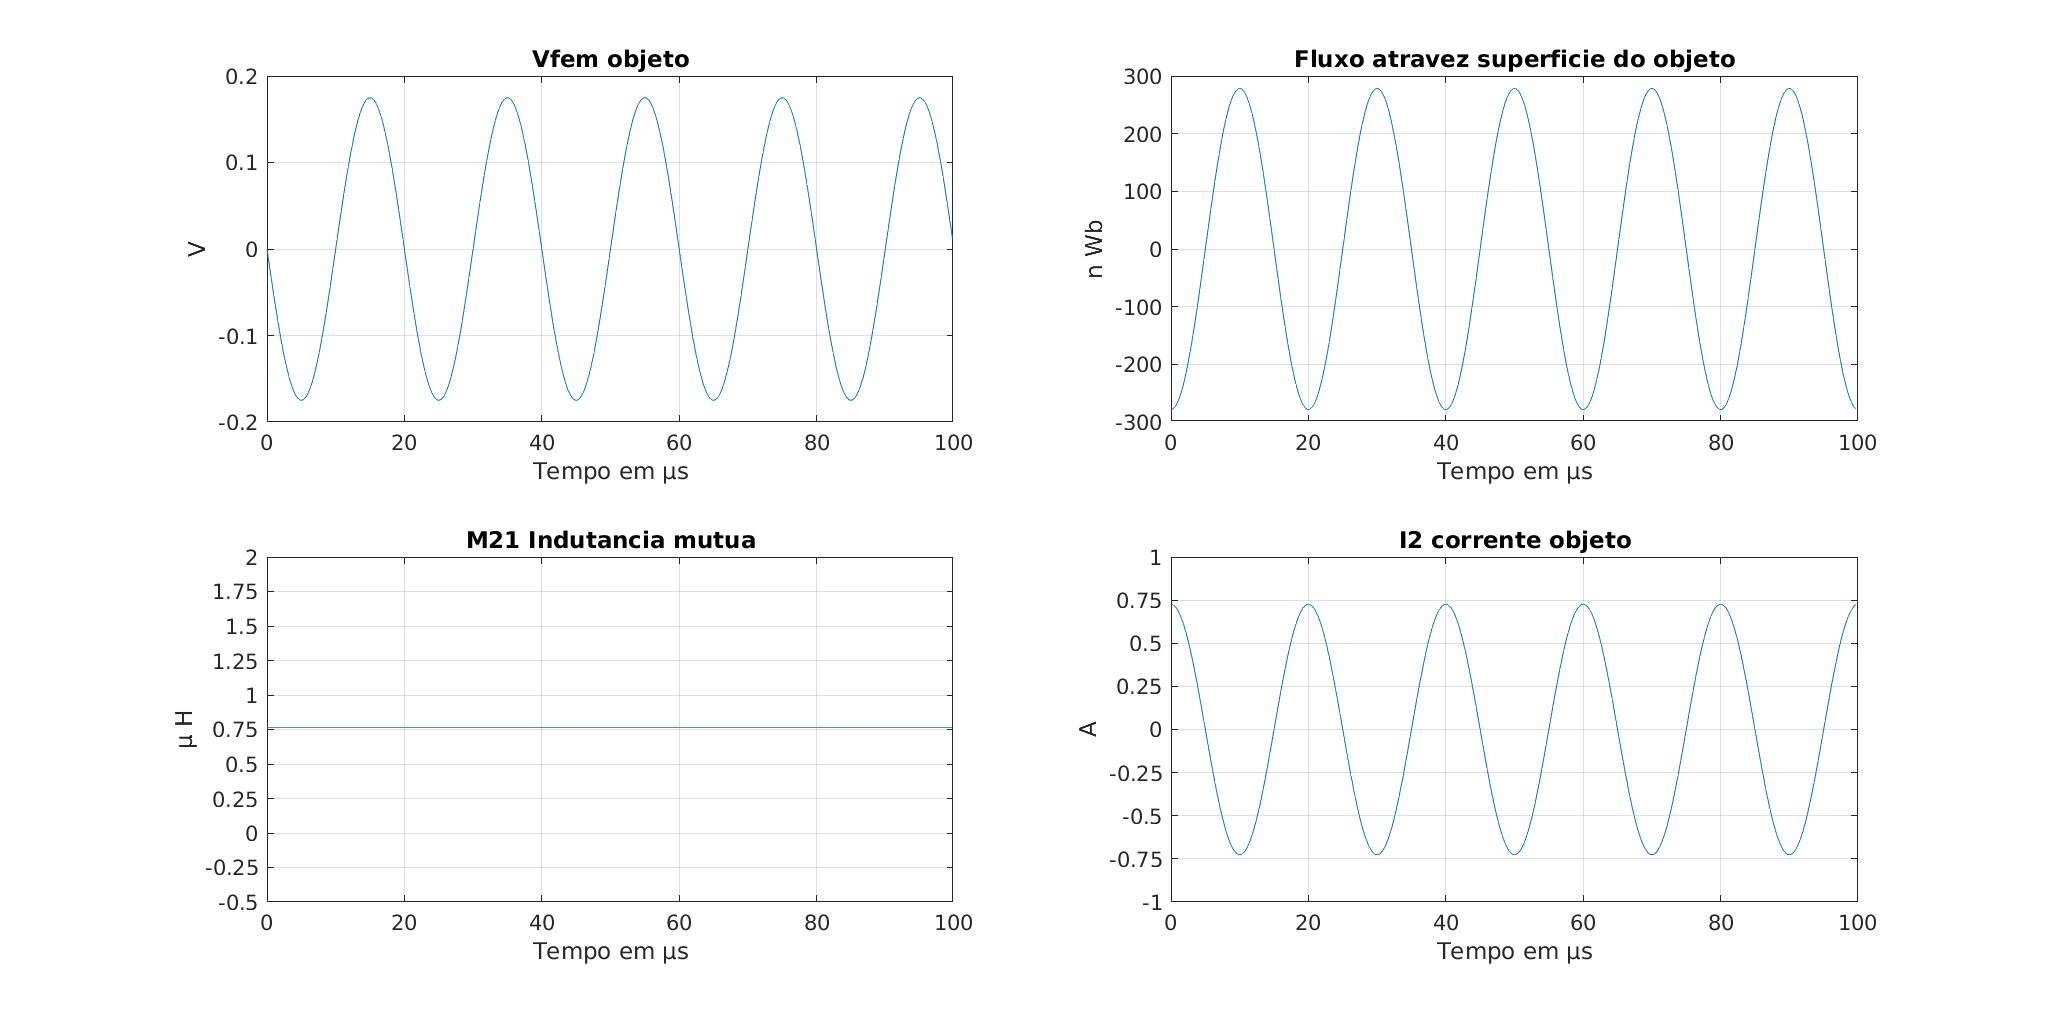 Vfem objeto
0.2
0.1
0
-0.1
-0.2
V
0 20 40 60 80 100
Tempo em µs
Fluxo atravez superficie do objeto
300
200
100
0
-100
-200
-300
n Wb
0 20 40 60 80 100
Tempo em µs
M21 Indutancia mutua
2
1.75
1.5
1.25
1
0.75
0.5
0.25
0
-0.25
-0.5
µ H
0 20 40 60 80 100
Tempo em µs
I2 corrente objeto
1
0.75
0.5
0.25
0
-0.25
-0.5
-0.75
-1
A
0 20 40 60 80 100
Tempo em µs